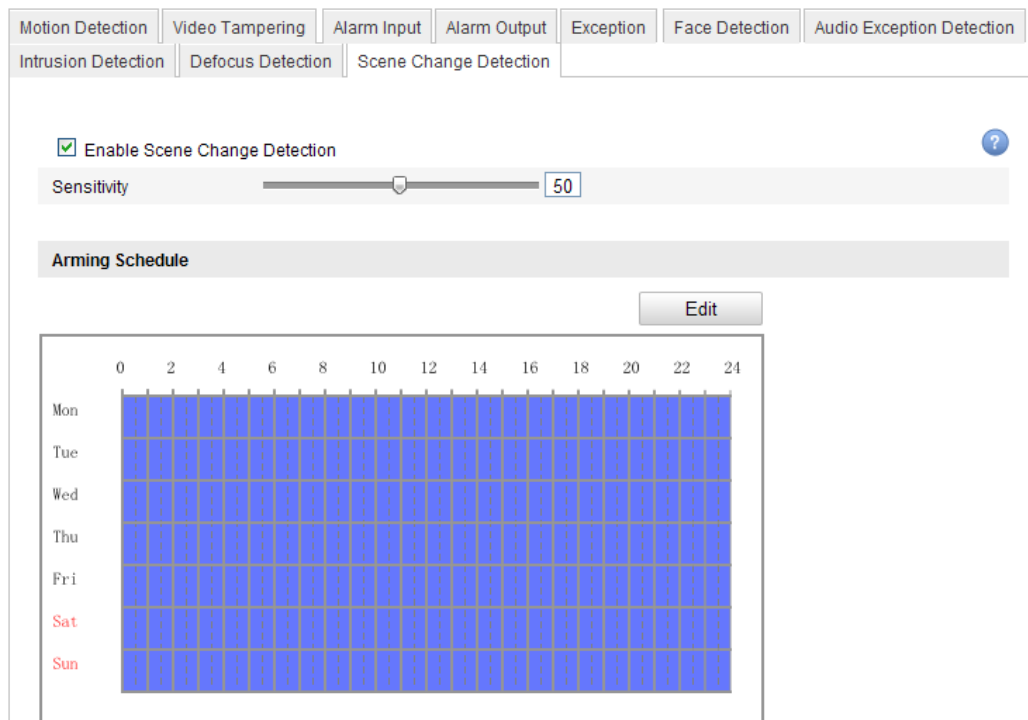 Motion Detection Video Tampering Alarm Input Alarm Output Exception Face Detection Audio Exception Detection
Intrusion Detection Defocus Detection Scene Change Detection
Enable Scene Change Detection ?
Sensitivity 50
Arming Schedule
Edit
0 2 4 6 8 10 12 14 16 18 20 22 24
Mon
Tue
Wed
Thu
Fri
Sat
Sun